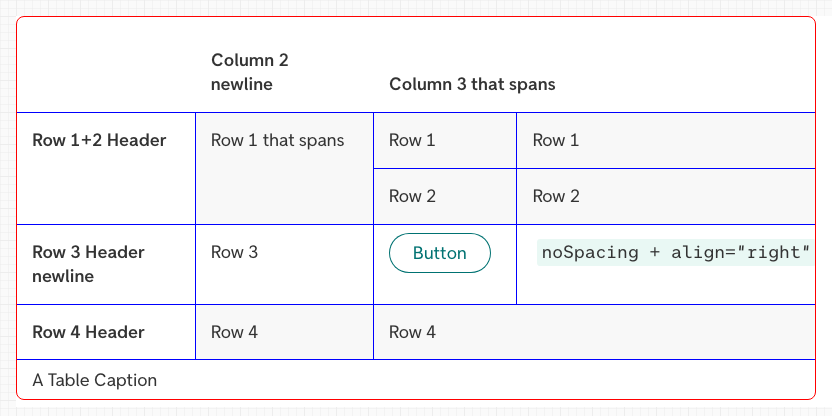 Column 2
newline
Column 3 that spans
Row 1+2 Header
Row 1 that spans
Row 1
Row 1
Row 2
Row 2
Row 3 Header
newline
Row 3
Button
noSpacing + align="right"
Row 4 Header
Row 4
Row 4
A Table Caption